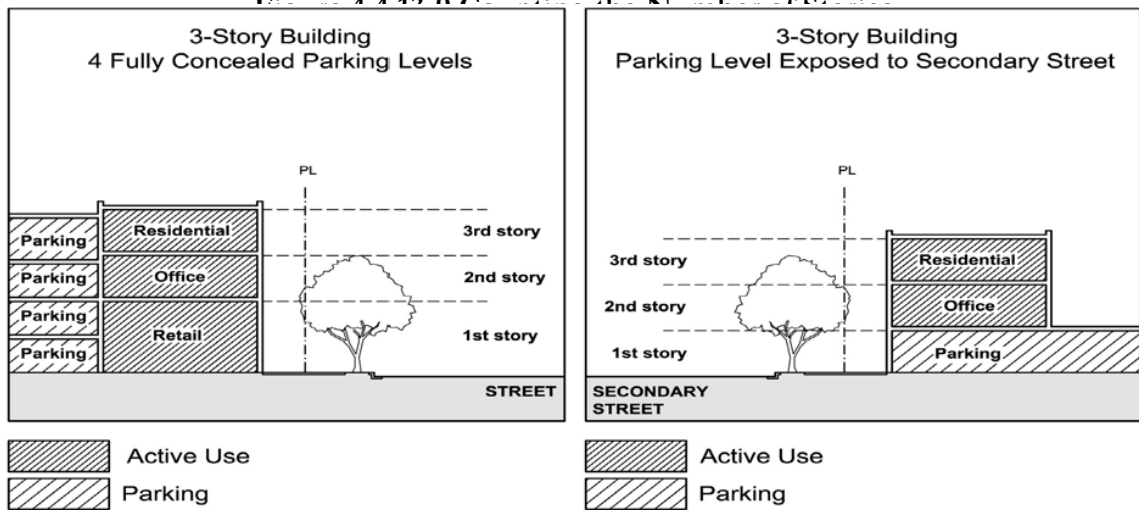 3-Story Building
4 Fully Concealed Parking Levels
PL
Parking
Residential
3rd story
Parking
Office
2nd story
Parking
Retail
1st story
Parking
STREET
Active Use
Parking
3-Story Building
Parking Level Exposed to Secondary Street
PL
3rd story
Residential
2nd story
Office
1st story
Parking
SECONDARY
STREET
Active Use
Parking